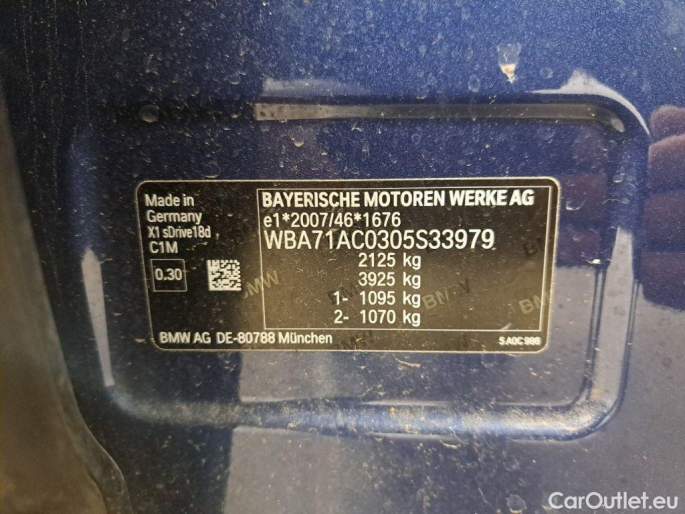 Made in
Germany
X1 sDrive18d
C1M
0.30
BAYERISCHE MOTOREN WERKE AG
e1*2007/46*1676
WBA71AC0305S33979
2125 kg
3925 kg
1- 1095 kg
2- 1070 kg
BMW AG DE-80788 München
CarOutlet.eu